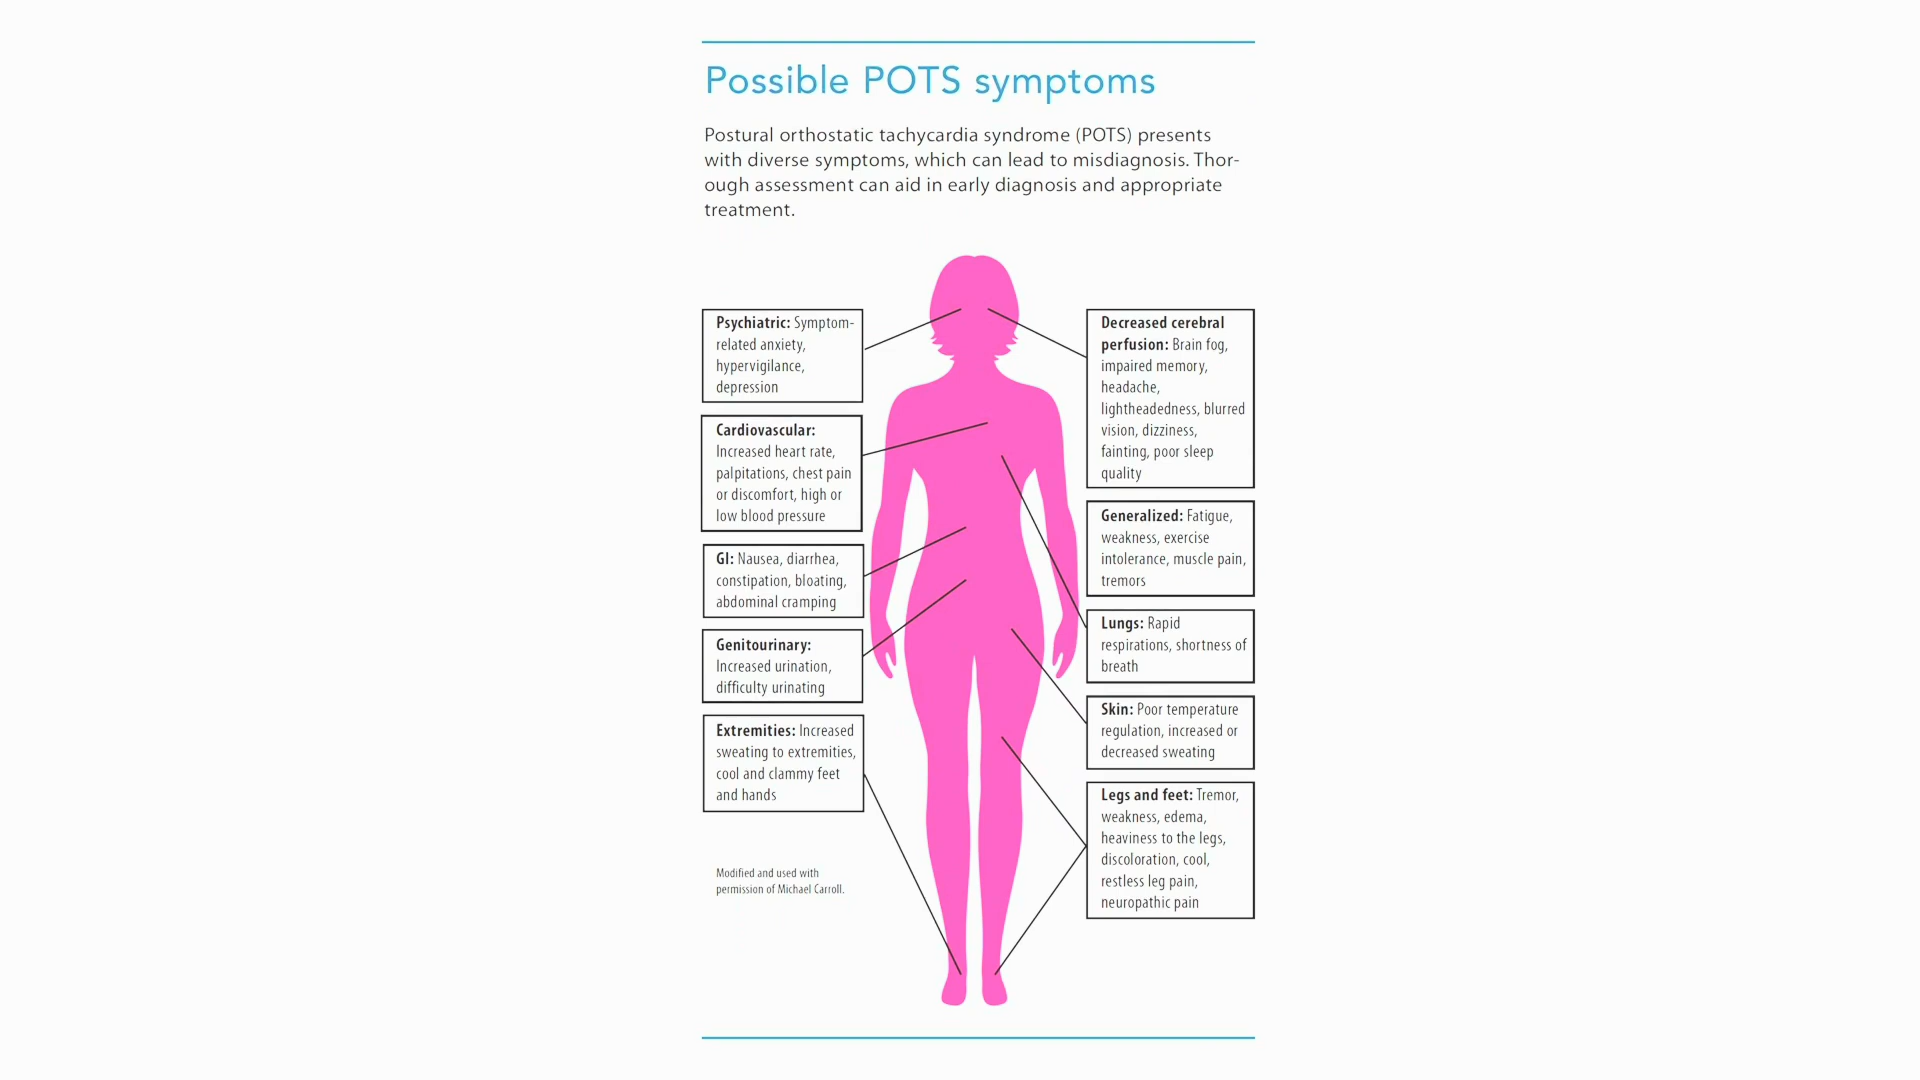 Possible POTS symptoms
Postural orthostatic tachycardia syndrome (POTS) presents
with diverse symptoms, which can lead to misdiagnosis. Thor-
ough assessment can aid in early diagnosis and appropriate
treatment.
Psychiatric: Symptom-
related anxiety,
hypervigilance,
depression
Cardiovascular:
Increased heart rate,
palpitations, chest pain
or discomfort, high or
low blood pressure
GI: Nausea, diarrhea,
constipation, bloating,
abdominal cramping
Genitourinary:
Increased urination,
difficulty urinating
Extremities: Increased
sweating to extremities,
cool and clammy feet
and hands
Modified and used with
permission of Michael Carroll.
Decreased cerebral
perfusion: Brain fog,
impaired memory,
headache,
lightheadedness, blurred
vision, dizziness,
fainting, poor sleep
quality
Generalized: Fatigue,
weakness, exercise
intolerance, muscle pain,
tremors
Lungs: Rapid
respirations, shortness of
breath
Skin: Poor temperature
regulation, increased or
decreased sweating
Legs and feet: Tremor,
weakness, edema,
heaviness to the legs,
discoloration, cool,
restless leg pain,
neuropathic pain